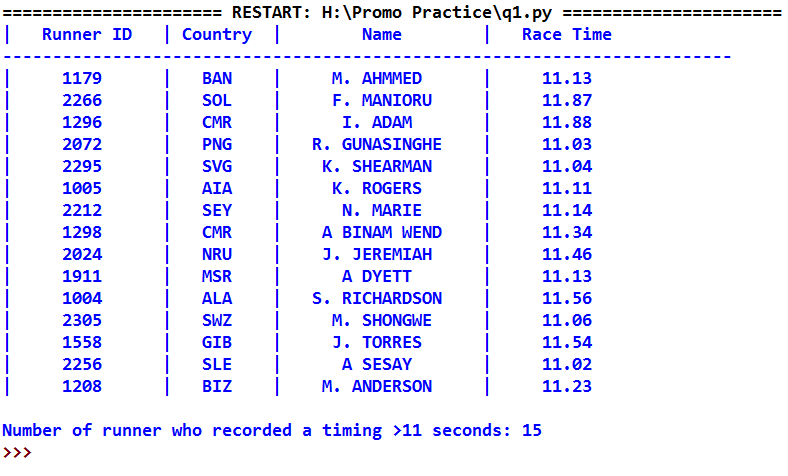 ====================== RESTART: H:\Promo Practice\q1.py ======================
|   Runner ID   | Country  |        Name        |   Race Time
-------------------------------------------------------------------------
|     1179      |   BAN    |     M. AHMMED      |     11.13
|     2266      |   SOL    |     F. MANIORU     |     11.87
|     1296      |   CMR    |      I. ADAM       |     11.88
|     2072      |   PNG    |   R. GUNASINGHE    |     11.03
|     2295      |   SVG    |    K. SHEARMAN     |     11.04
|     1005      |   AIA    |     K. ROGERS      |     11.11
|     2212      |   SEY    |      N. MARIE      |     11.14
|     1298      |   CMR    |    A BINAM WEND    |     11.34
|     2024      |   NRU    |    J. JEREMIAH     |     11.46
|     1911      |   MSR    |      A DYETT       |     11.13
|     1004      |   ALA    |   S. RICHARDSON    |     11.56
|     2305      |   SWZ    |     M. SHONGWE     |     11.06
|     1558      |   GIB    |     J. TORRES      |     11.54
|     2256      |   SLE    |      A SESAY       |     11.02
|     1208      |   BIZ    |    M. ANDERSON     |     11.23
Number of runner who recorded a timing >11 seconds: 15
>>>